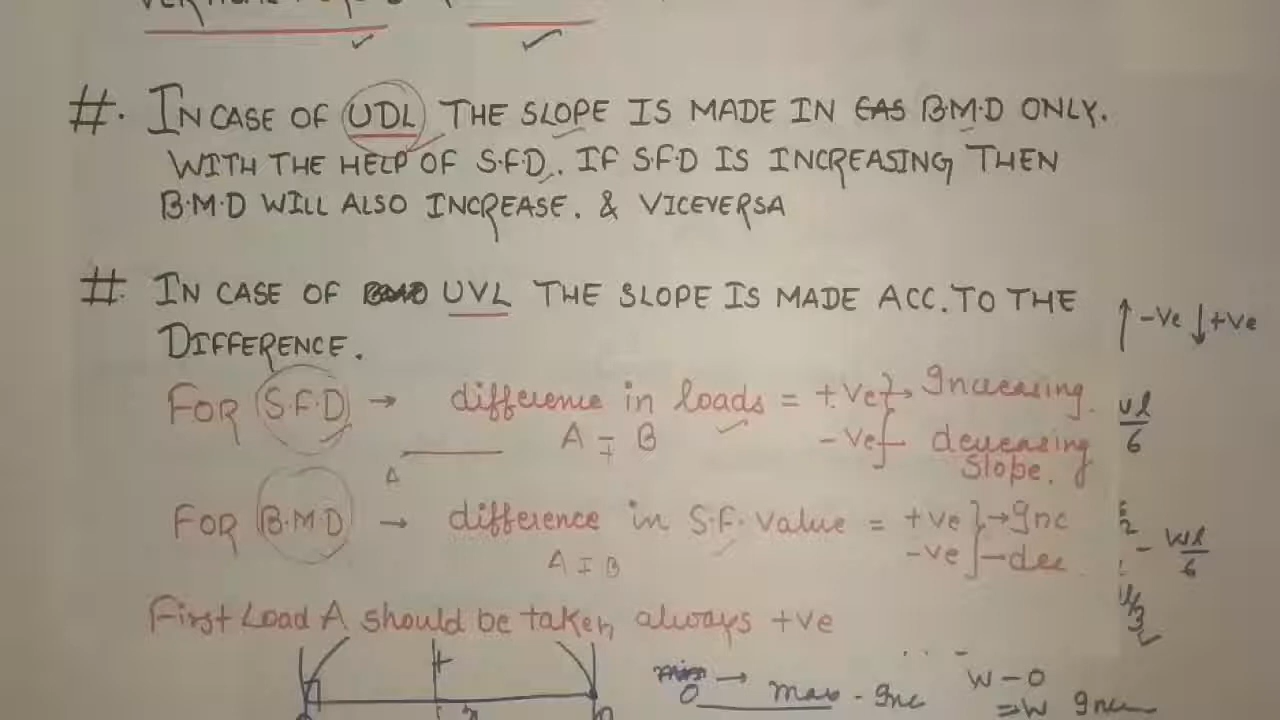 #. IN CASE OF UDL THE SLOPE IS MADE IN B.M.D ONLY.
WITH THE HELP OF S.F.D. IF S.F.D IS INCREASING THEN
B.M.D WILL ALSO INCREASE. & VICEVERSA
#. IN CASE OF UVL THE SLOPE IS MADE ACC. TO THE
DIFFERENCE.
↑ -Ve ↓ +Ve
FOR S.F.D → difference in loads = +Ve} → Increasing.
A - B -Ve decreasing
Slope.
A
FOR B.M.D → difference in S.F. Value = +ve } → Inc
A I B -ve — dec
- Wl/6
First Load A should be taken always +ve
0 → max - Inc W - 0
= W Inc